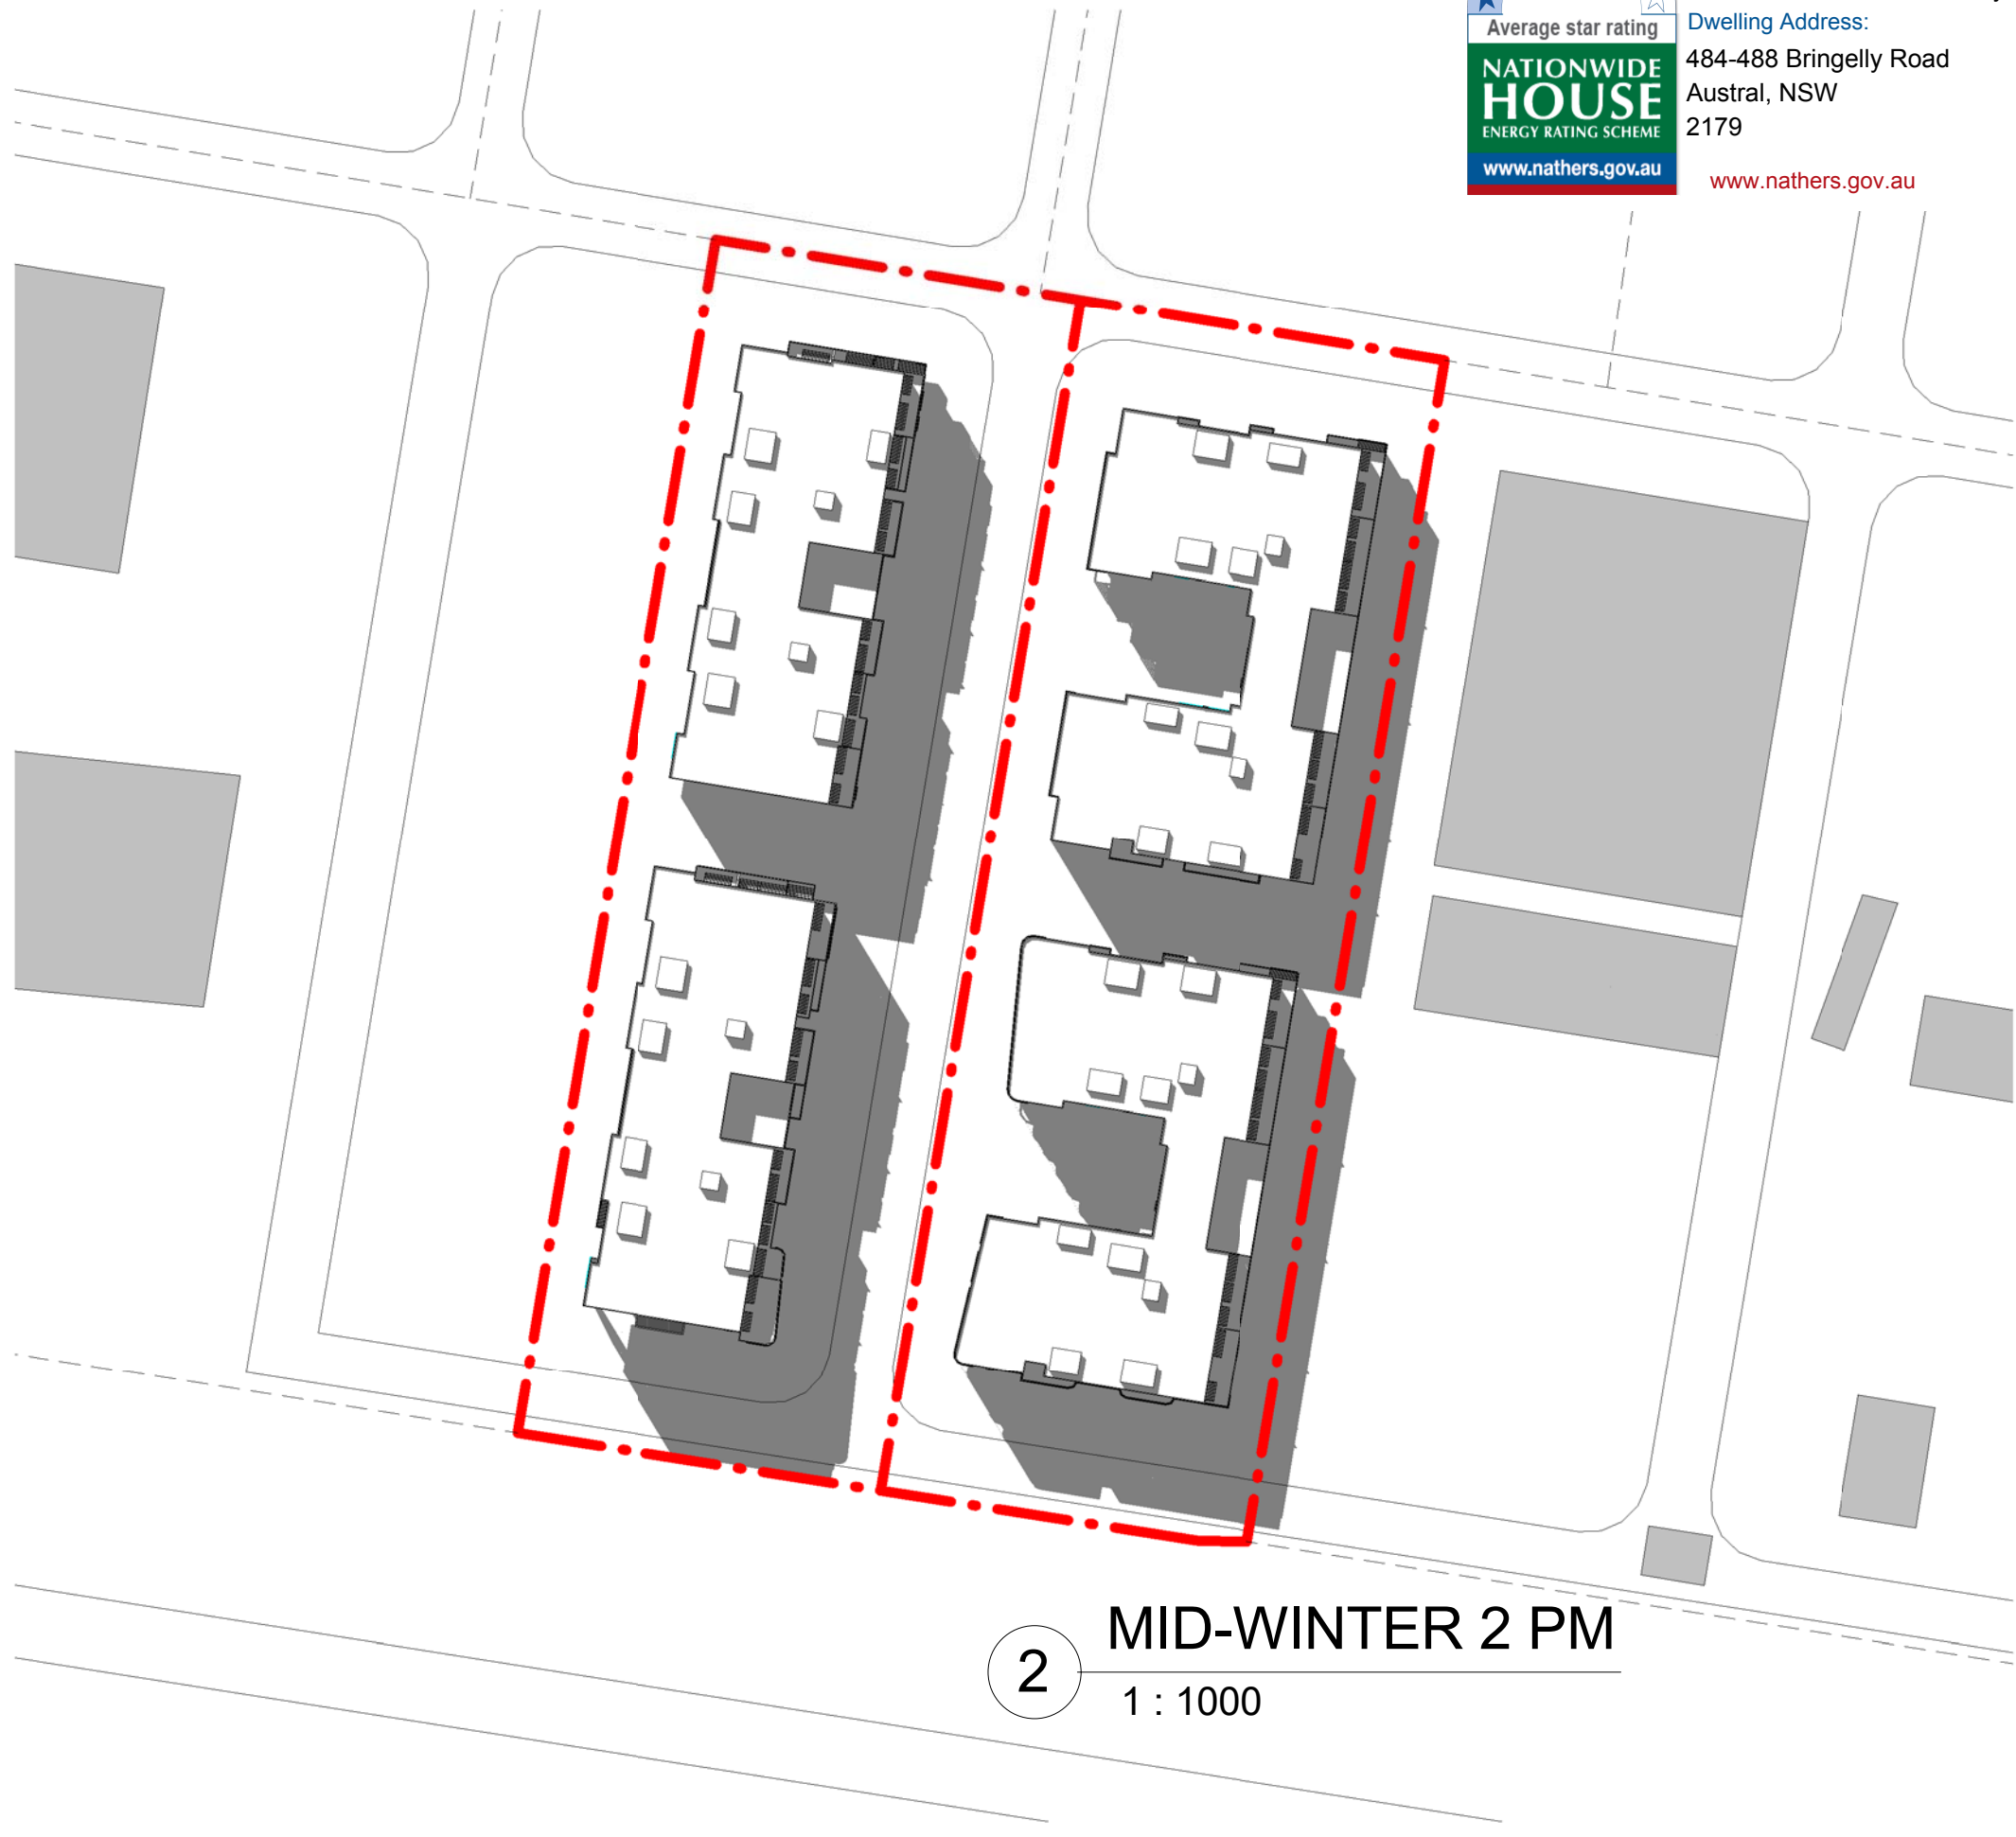 Average star rating
NATIONWIDE
HOUSE
ENERGY RATING SCHEME
www.nathers.gov.au
Dwelling Address:
484-488 Bringelly Road
Austral, NSW
2179
www.nathers.gov.au
2
MID-WINTER 2 PM
1 : 1000